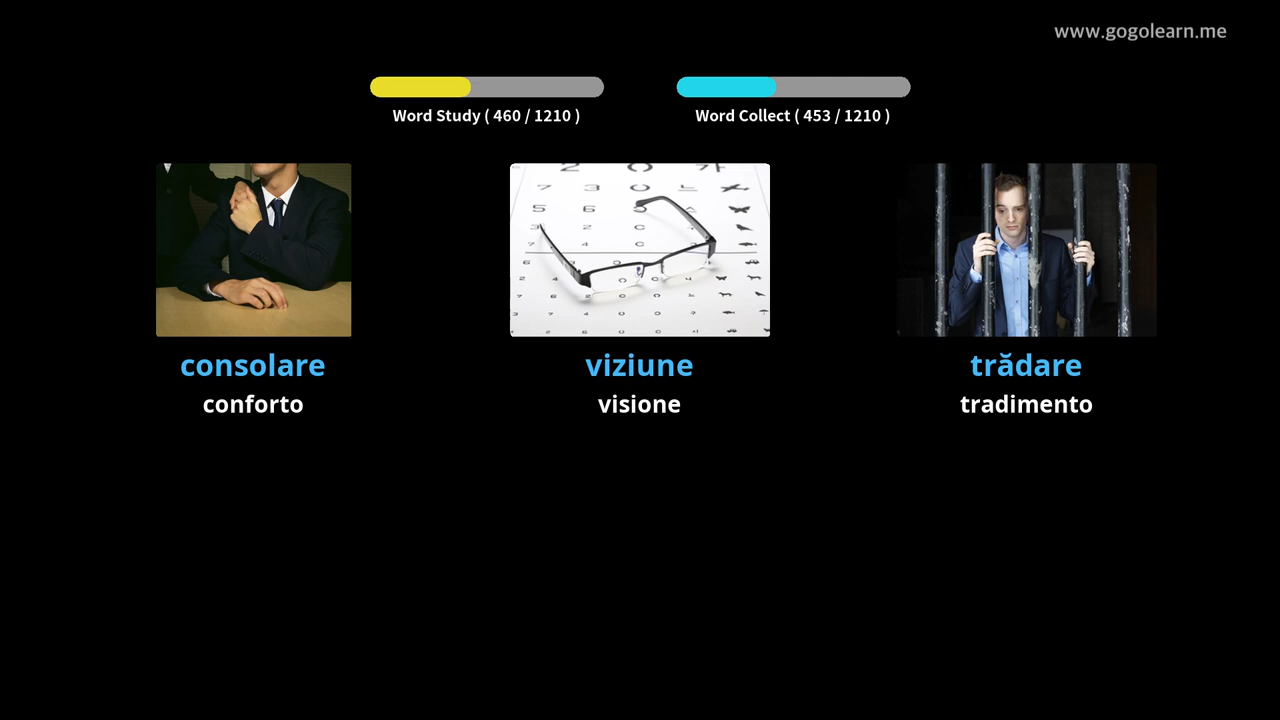 www.gogolearn.me
Word Study ( 460 / 1210 )
Word Collect ( 453 / 1210 )
consolare
conforto
viziune
visione
trădare
tradimento